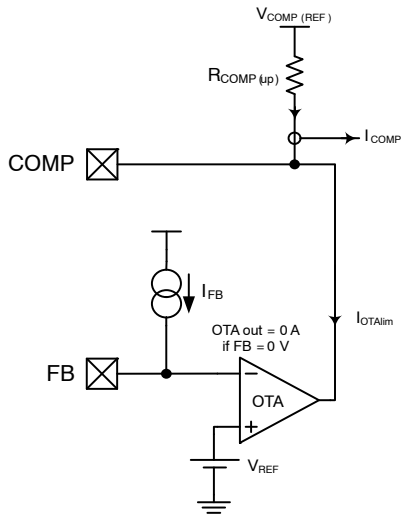 VCOMP (REF)
RCOMP(up)
ICOMP
COMP
IFB
IOTAlim
OTA out = 0 A
if FB = 0 V
FB
OTA
VREF